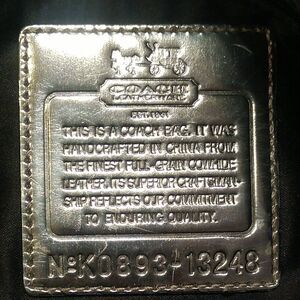 COACH
LEATHERWARE
EST. 1941
THIS IS A COACH BAG. IT WAS
HANDCRAFTED IN CHINA FROM
THE FINEST FULL GRAIN COWHIDE
LEATHER. ITS SUPERIOR CRAFTSMAN-
SHIP REFLECTS OUR COMMITMENT
TO ENDURING QUALITY.
Nº K0893-13248